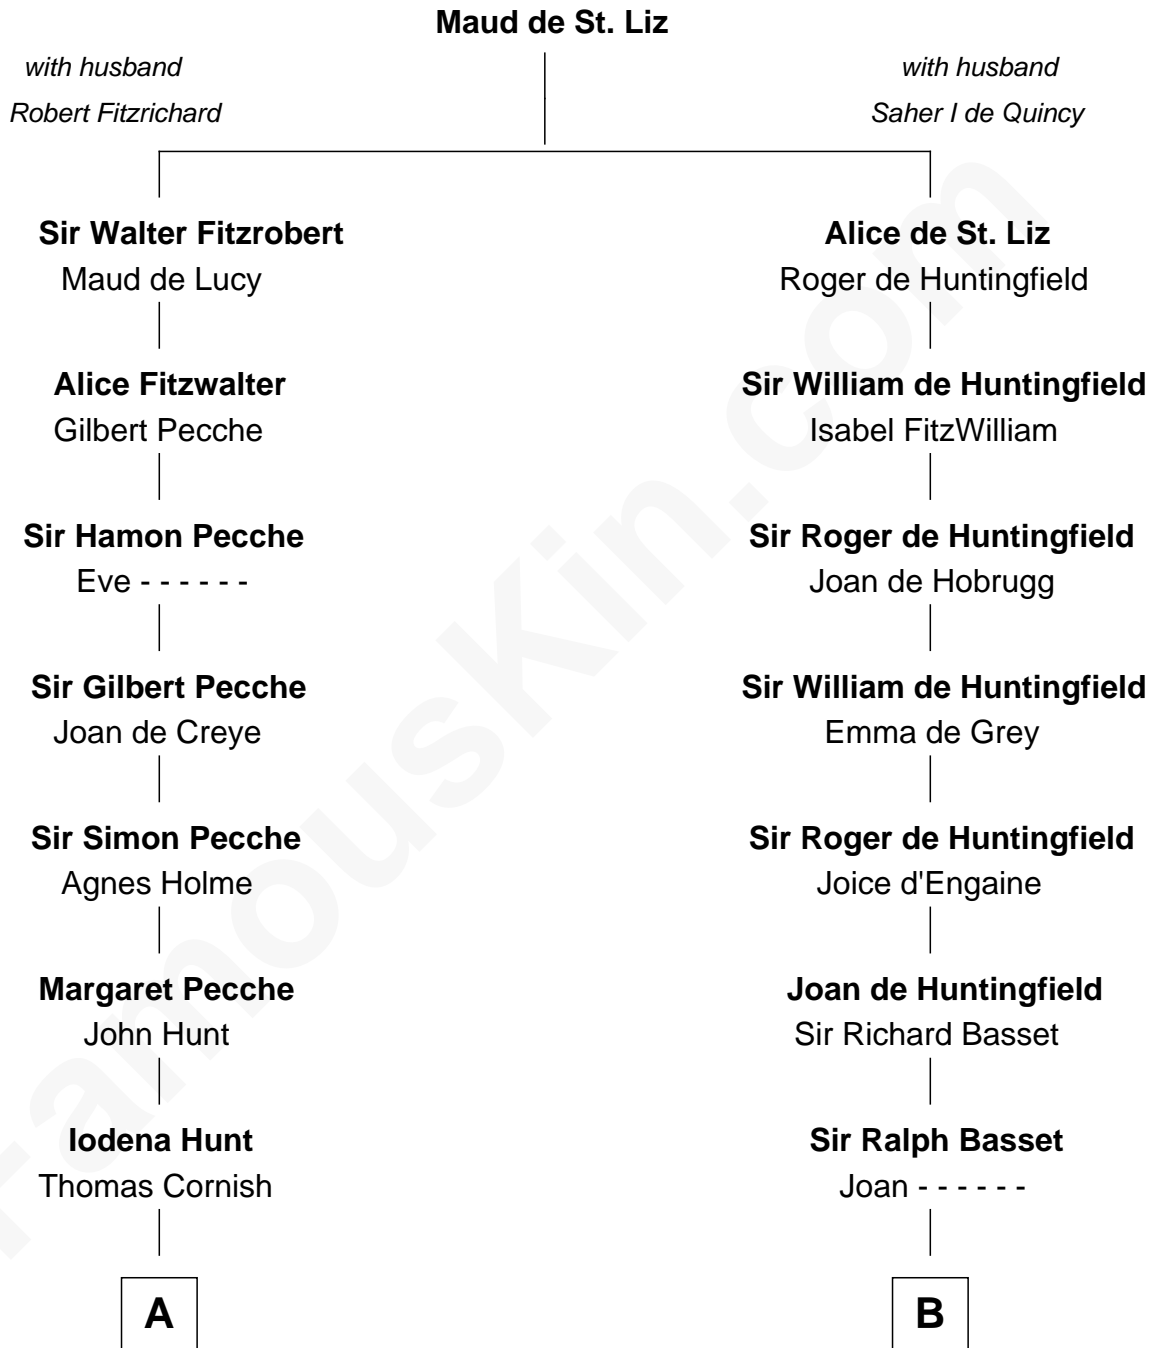 Maud de St. Liz
with husband
Robert Fitzrichard
with husband
Saher I de Quincy
Sir Walter Fitzrobert
Maud de Lucy
Alice de St. Liz
Roger de Huntingfield
Alice Fitzwalter
Gilbert Pecche
Sir William de Huntingfield
Isabel FitzWilliam
Sir Hamon Pecche
Eve - - - - - -
Sir Roger de Huntingfield
Joan de Hobrugg
Sir Gilbert Pecche
Joan de Creye
Sir William de Huntingfield
Emma de Grey
Sir Simon Pecche
Agnes Holme
Sir Roger de Huntingfield
Joice d'Engaine
Margaret Pecche
John Hunt
Joan de Huntingfield
Sir Richard Basset
Iodena Hunt
Thomas Cornish
Sir Ralph Basset
Joan - - - - - -
A
B
FamousKin.com